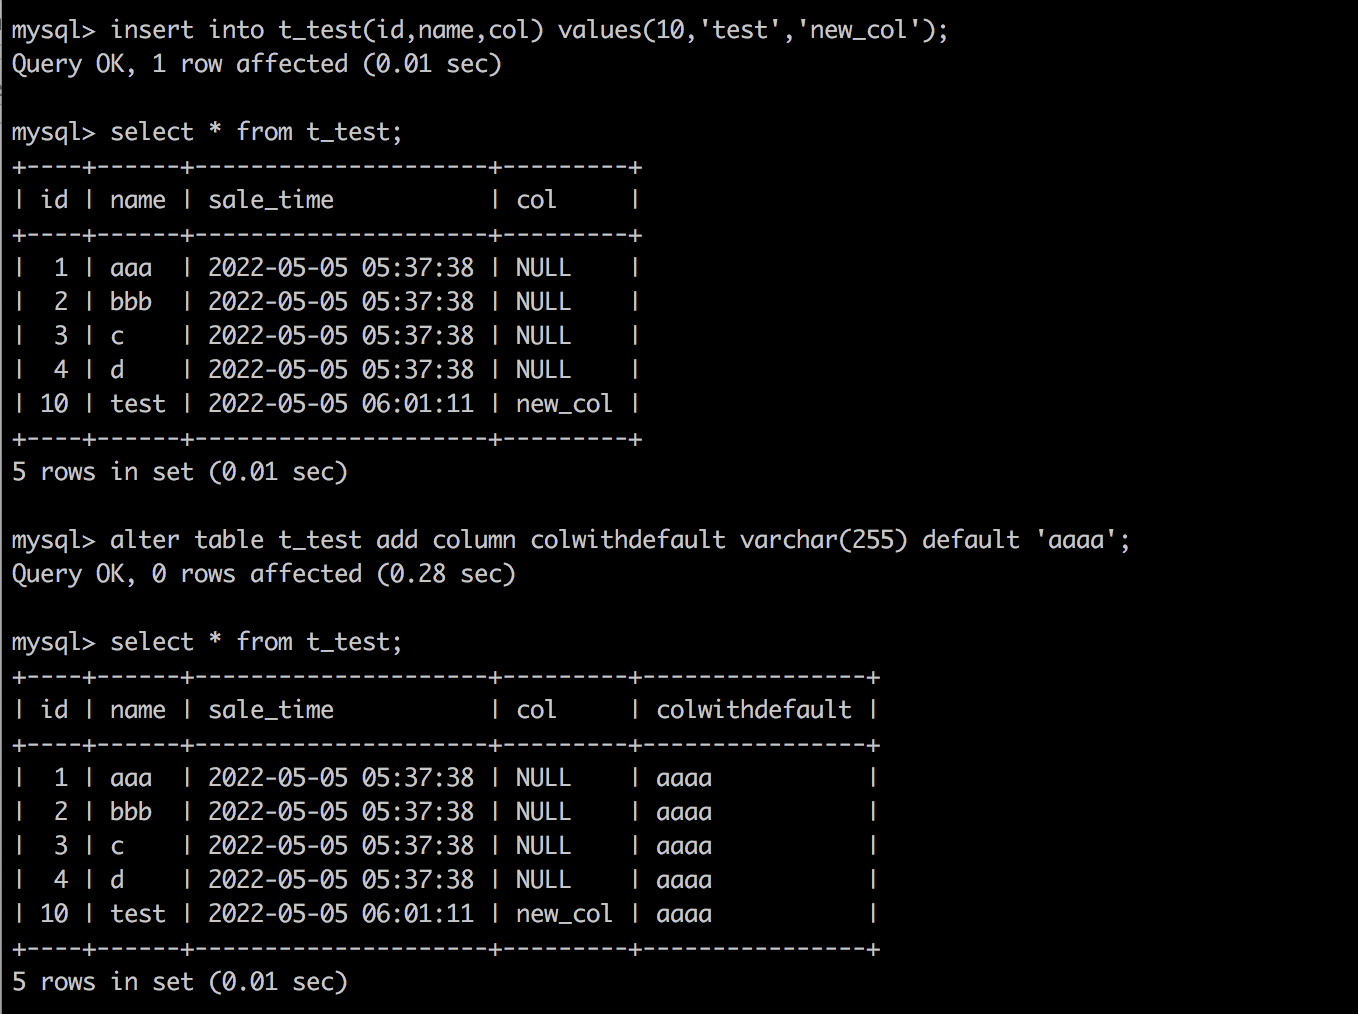 mysql> insert into t_test(id,name,col) values(10,'test','new_col');
Query OK, 1 row affected (0.01 sec)

mysql> select * from t_test;
+----+------+---------------------+---------+
| id | name | sale_time           | col     |
+----+------+---------------------+---------+
|  1 | aaa  | 2022-05-05 05:37:38 | NULL    |
|  2 | bbb  | 2022-05-05 05:37:38 | NULL    |
|  3 | c    | 2022-05-05 05:37:38 | NULL    |
|  4 | d    | 2022-05-05 05:37:38 | NULL    |
| 10 | test | 2022-05-05 06:01:11 | new_col |
+----+------+---------------------+---------+
5 rows in set (0.01 sec)

mysql> alter table t_test add column colwithdefault varchar(255) default 'aaaa';
Query OK, 0 rows affected (0.28 sec)

mysql> select * from t_test;
+----+------+---------------------+---------+----------------+
| id | name | sale_time           | col     | colwithdefault |
+----+------+---------------------+---------+----------------+
|  1 | aaa  | 2022-05-05 05:37:38 | NULL    | aaaa           |
|  2 | bbb  | 2022-05-05 05:37:38 | NULL    | aaaa           |
|  3 | c    | 2022-05-05 05:37:38 | NULL    | aaaa           |
|  4 | d    | 2022-05-05 05:37:38 | NULL    | aaaa           |
| 10 | test | 2022-05-05 06:01:11 | new_col | aaaa           |
+----+------+---------------------+---------+----------------+
5 rows in set (0.01 sec)